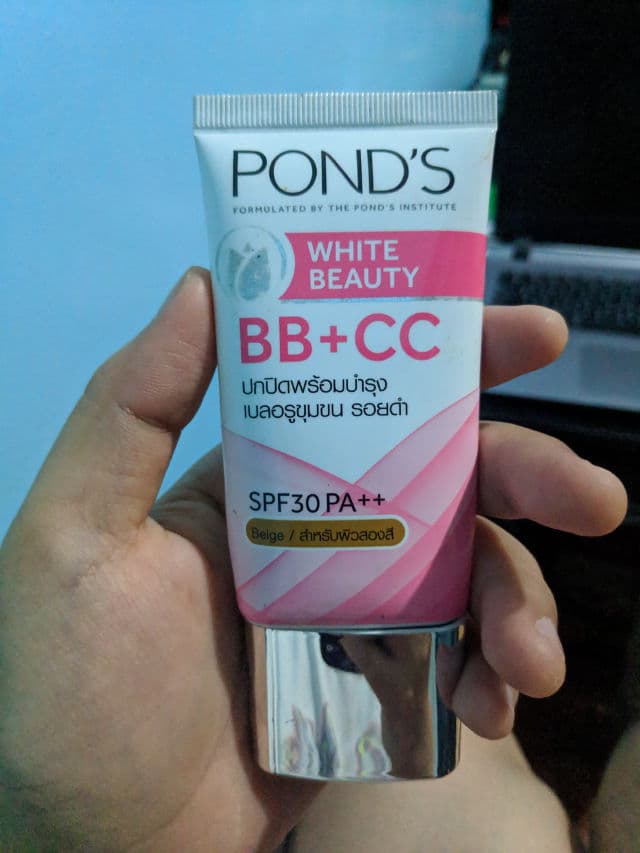 POND'S
FORMULATED BY THE POND'S INSTITUTE
WHITE
BEAUTY
BB+CC
ปกปิดพร้อมบำรุง
เบลอรูขุมขน รอยดำ
SPF30 PA++
Beige / สำหรับผิวสองสี